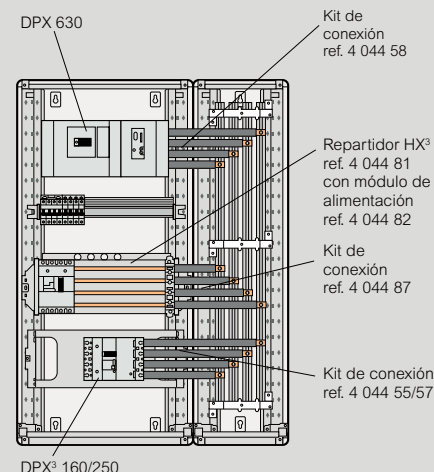 DPX 630
Kit de
conexión
ref. 4 044 58
Repartidor HX³
ref. 4 044 81
con módulo de
alimentación
ref. 4 044 82
Kit de
conexión
ref. 4 044 87
Kit de conexión
ref. 4 044 55/57
DPX³ 160/250